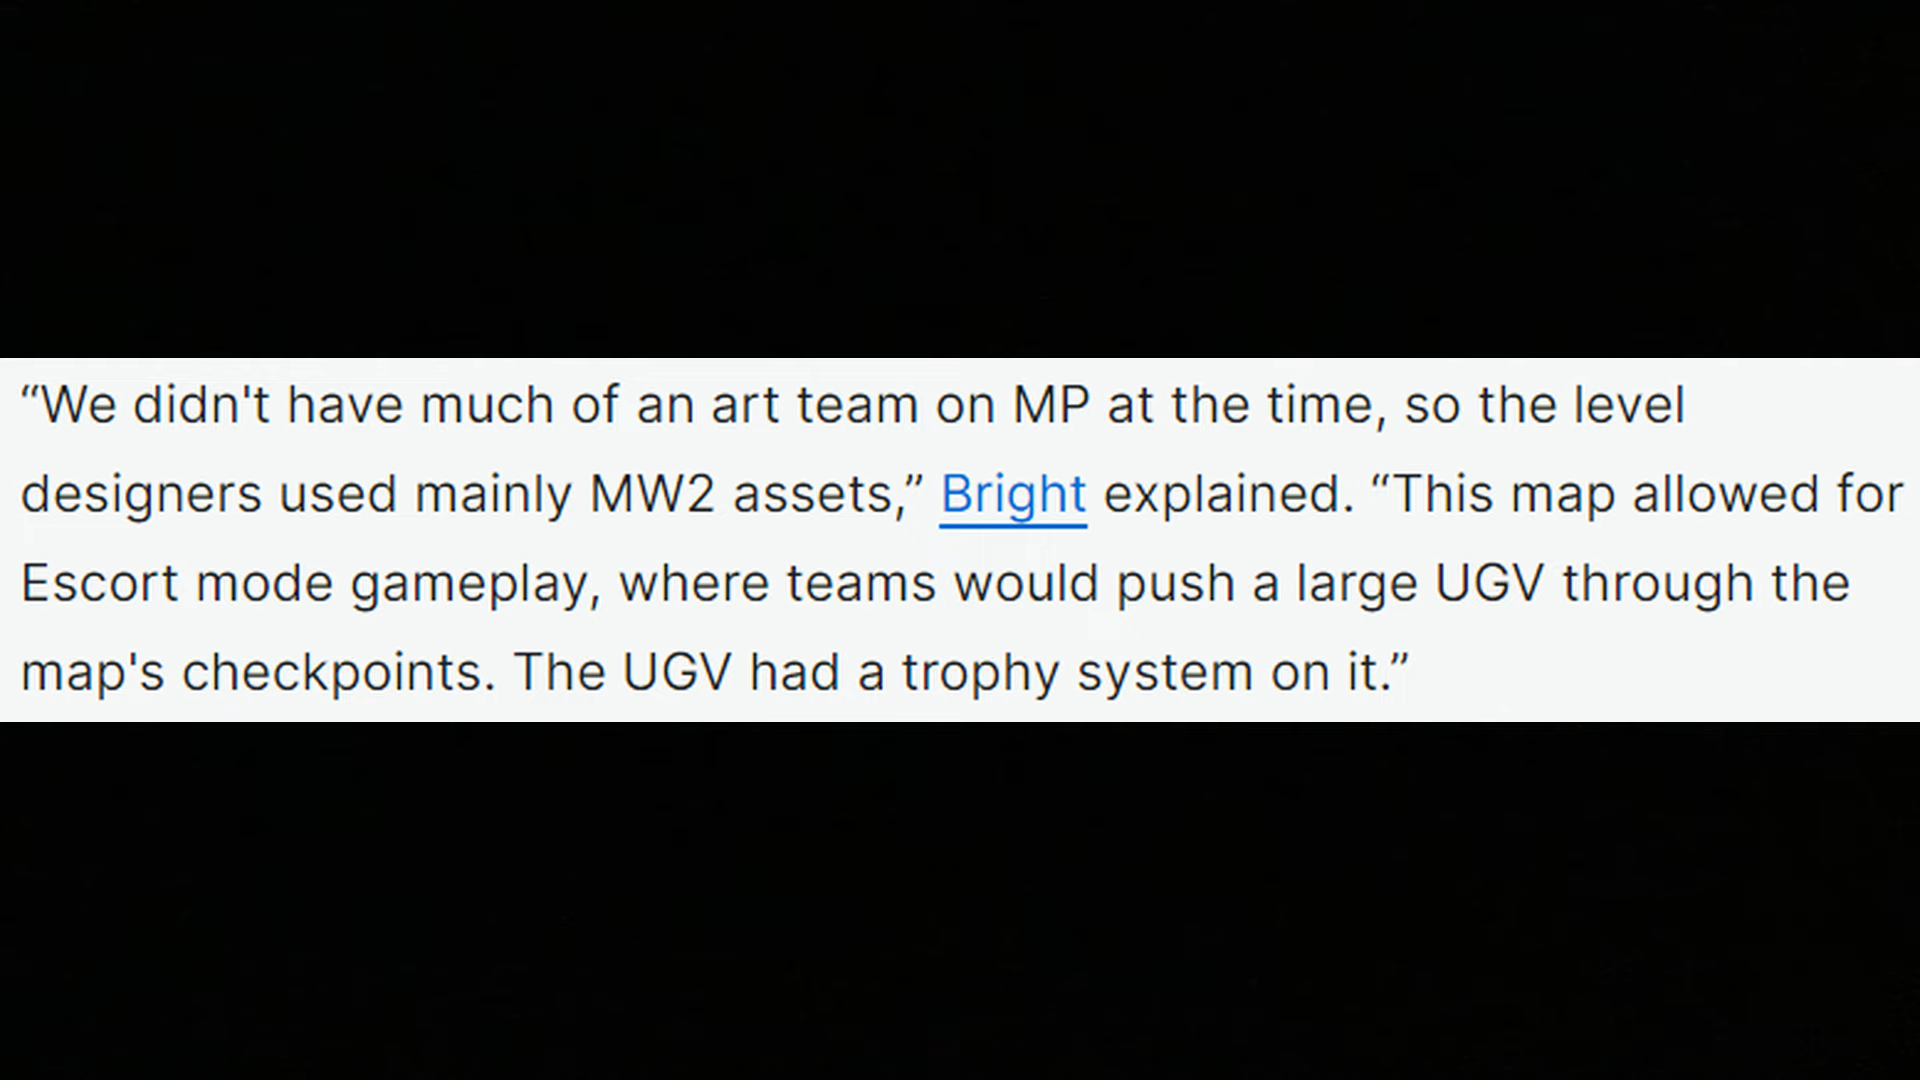 “We didn't have much of an art team on MP at the time, so the level
designers used mainly MW2 assets,” Bright explained. “This map allowed for
Escort mode gameplay, where teams would push a large UGV through the
map's checkpoints. The UGV had a trophy system on it.”